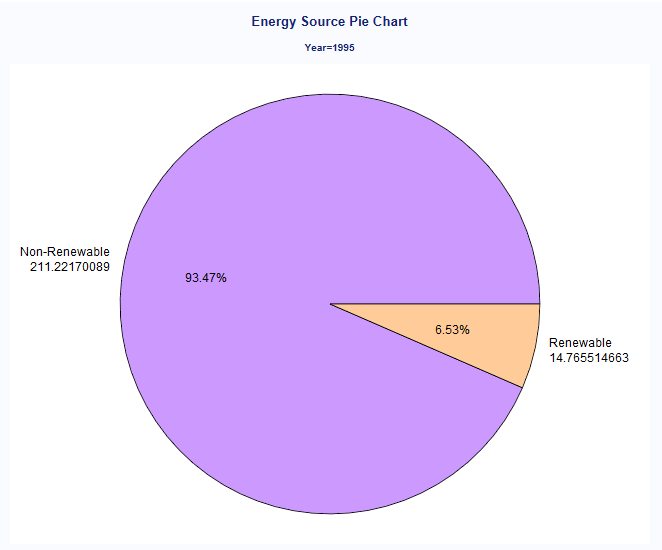 Energy Source Pie Chart
Year=1995
Non-Renewable
211.22170089
93.47%
6.53%
Renewable
14.765514663